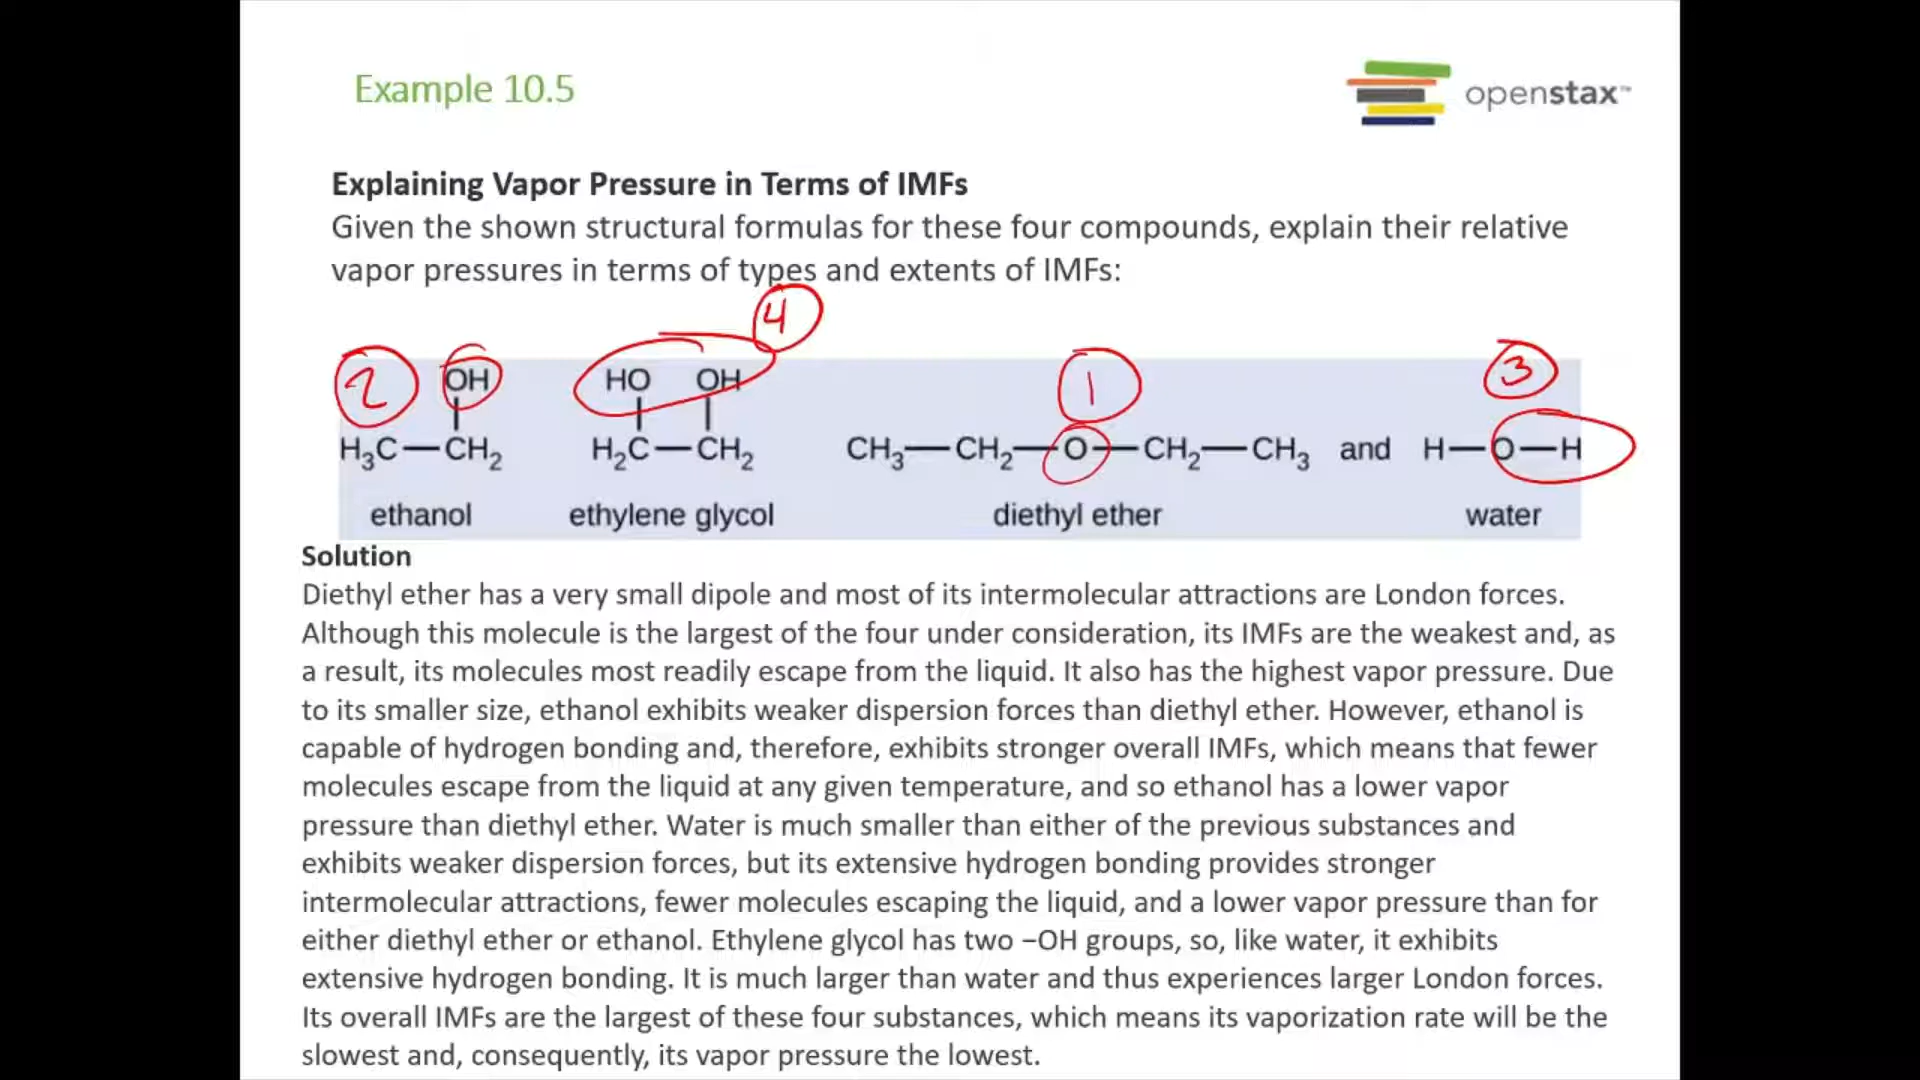 Example 10.5
openstax™
Explaining Vapor Pressure in Terms of IMFs
Given the shown structural formulas for these four compounds, explain their relative
vapor pressures in terms of types and extents of IMFs:
4
2 OH HO OH 1 3
H₃C—CH₂ H₂C—CH₂ CH₃—CH₂—O—CH₂—CH₃ and H—O—H
ethanol ethylene glycol diethyl ether water
Solution
Diethyl ether has a very small dipole and most of its intermolecular attractions are London forces.
Although this molecule is the largest of the four under consideration, its IMFs are the weakest and, as
a result, its molecules most readily escape from the liquid. It also has the highest vapor pressure. Due
to its smaller size, ethanol exhibits weaker dispersion forces than diethyl ether. However, ethanol is
capable of hydrogen bonding and, therefore, exhibits stronger overall IMFs, which means that fewer
molecules escape from the liquid at any given temperature, and so ethanol has a lower vapor
pressure than diethyl ether. Water is much smaller than either of the previous substances and
exhibits weaker dispersion forces, but its extensive hydrogen bonding provides stronger
intermolecular attractions, fewer molecules escaping the liquid, and a lower vapor pressure than for
either diethyl ether or ethanol. Ethylene glycol has two −OH groups, so, like water, it exhibits
extensive hydrogen bonding. It is much larger than water and thus experiences larger London forces.
Its overall IMFs are the largest of these four substances, which means its vaporization rate will be the
slowest and, consequently, its vapor pressure the lowest.